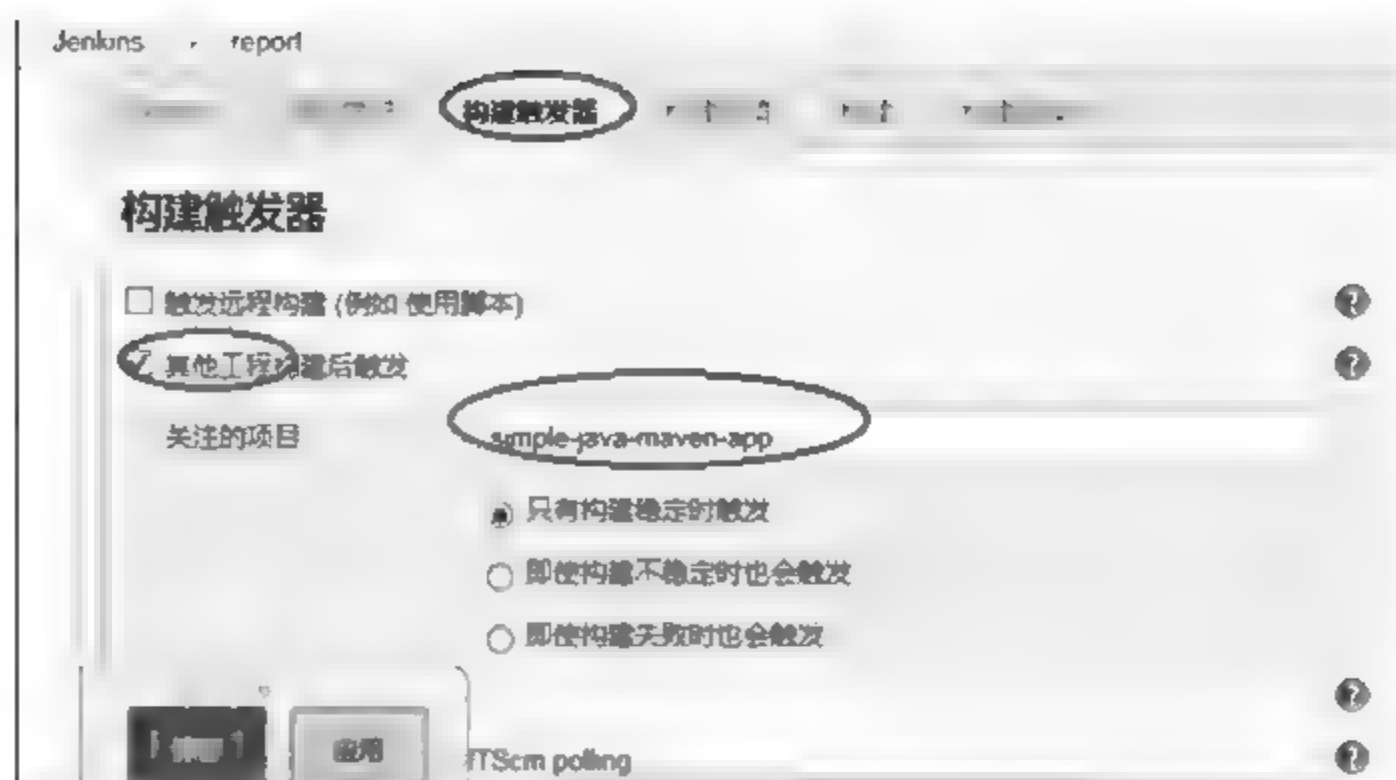 Jenkins report
构建触发器
构建触发器
触发远程构建 (例如 使用脚本)
其他工程构建后触发
关注的项目
simple-java-maven-app
只有构建稳定时触发
即使构建不稳定时也会触发
即使构建失败时也会触发
应用
ITScm polling